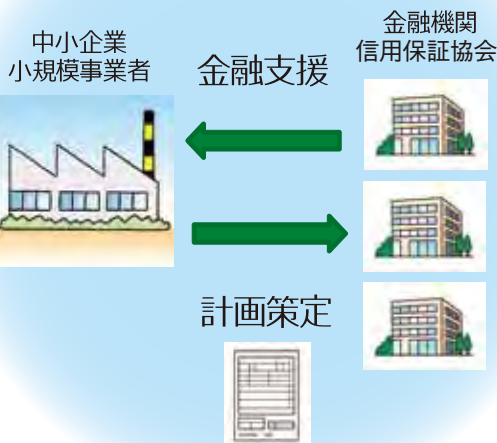 中小企業
小規模事業者
金融機関
信用保証協会
金融支援
計画策定